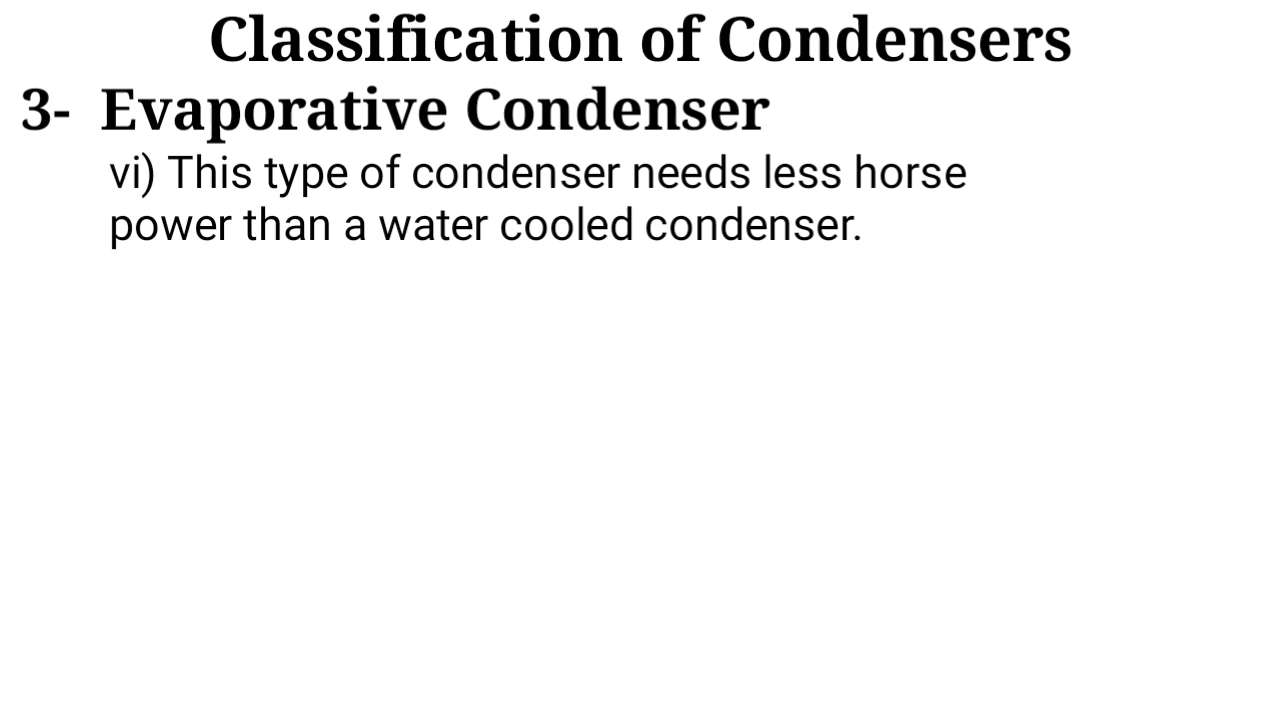 Classification of Condensers
3- Evaporative Condenser
vi) This type of condenser needs less horse
power than a water cooled condenser.